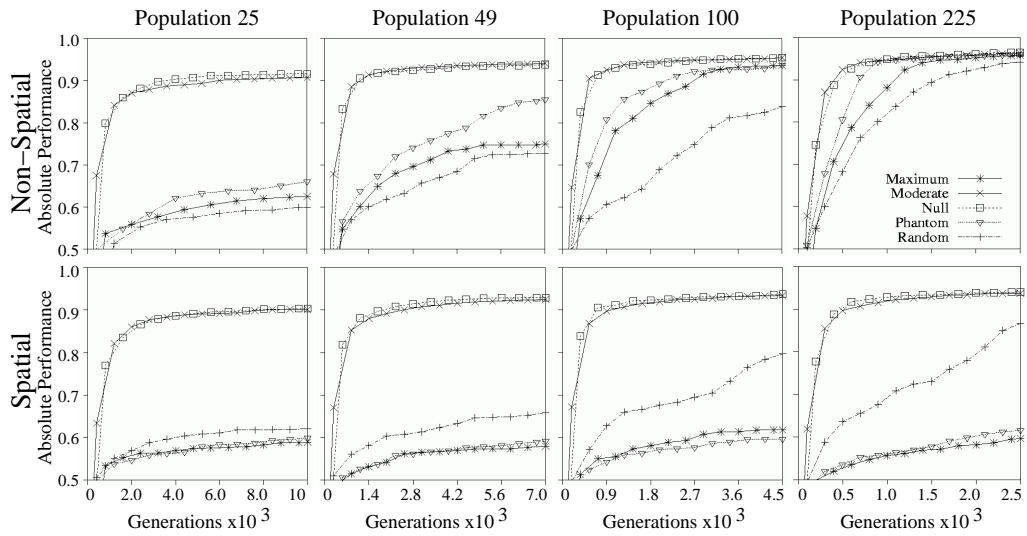 Population 25
Population 49
Population 100
Population 225
Non-Spatial
Absolute Performance
1.0
0.9
0.8
0.7
0.6
0.5
Maximum
Moderate
Null
Phantom
Random
Spatial
Absolute Performance
1.0
0.9
0.8
0.7
0.6
0.5
0 2.0 4.0 6.0 8.0 10
0 1.4 2.8 4.2 5.6 7.0
0 0.9 1.8 2.7 3.6 4.5
0 0.5 1.0 1.5 2.0 2.5
Generations x10 3
Generations x10 3
Generations x10 3
Generations x10 3